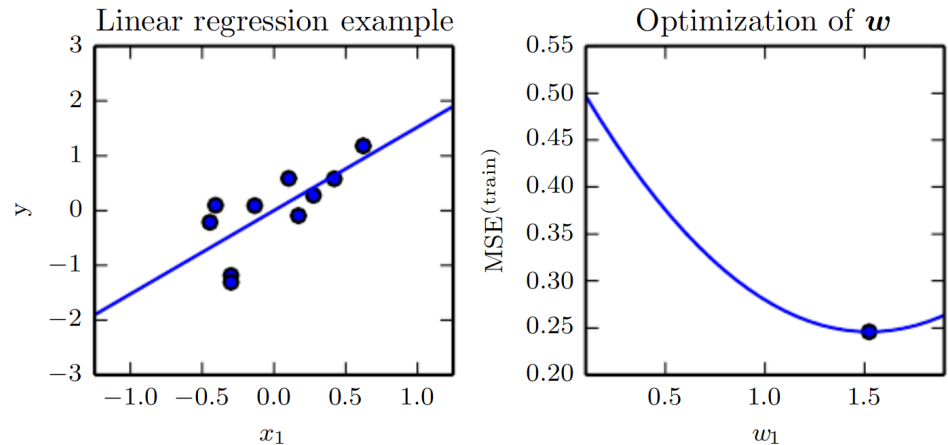 Linear regression example
3
2
1
0
−1
−2
−3
y
−1.0 −0.5 0.0 0.5 1.0
x₁
Optimization of w
0.55
0.50
0.45
0.40
0.35
0.30
0.25
0.20
MSE⁽ᵗʳᵃⁱⁿ⁾
0.5 1.0 1.5
w₁